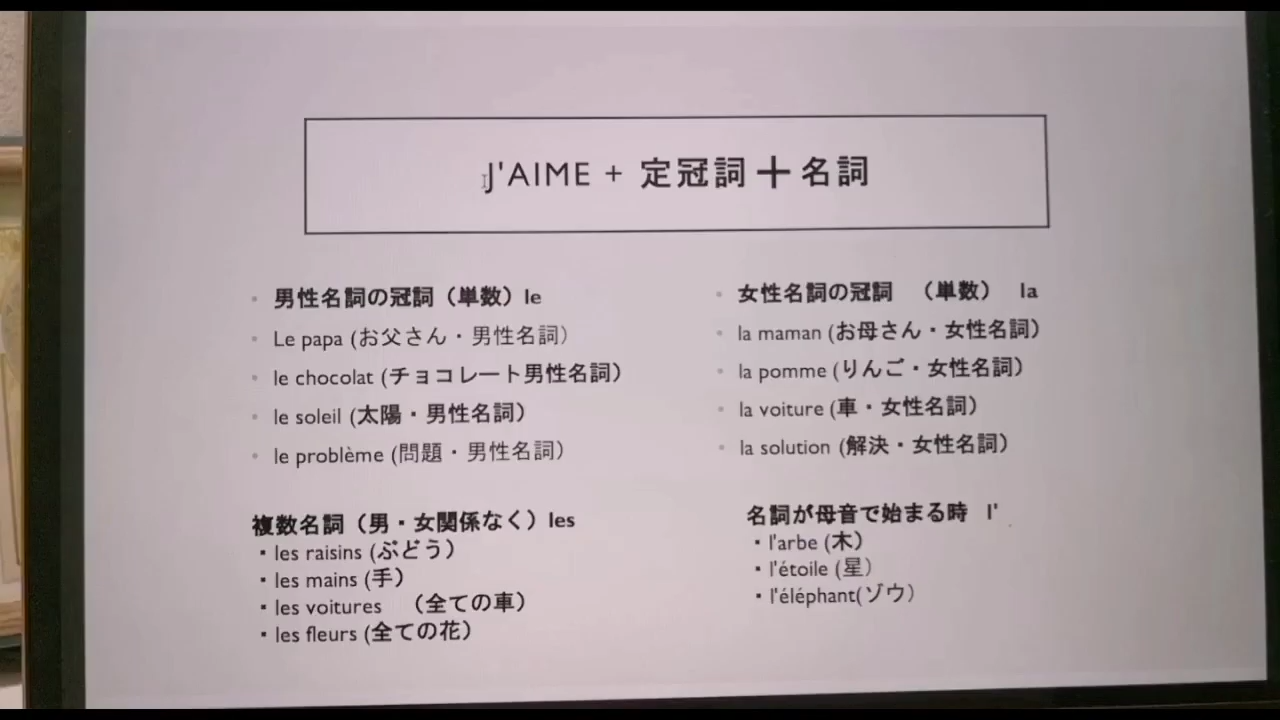 J'AIME + 定冠詞＋名詞
男性名詞の冠詞（単数）le
Le papa (お父さん・男性名詞）
le chocolat (チョコレート男性名詞）
le soleil (太陽・男性名詞）
le problème (問題・男性名詞）
複数名詞（男・女関係なく）les
les raisins (ぶどう）
les mains (手）
les voitures （全ての車）
les fleurs (全ての花）
女性名詞の冠詞 （単数） la
la maman (お母さん・女性名詞）
la pomme (りんご・女性名詞）
la voiture (車・女性名詞）
la solution (解決・女性名詞）
名詞が母音で始まる時 l'
l'arbe (木）
l'étoile (星）
l'éléphant(ゾウ）